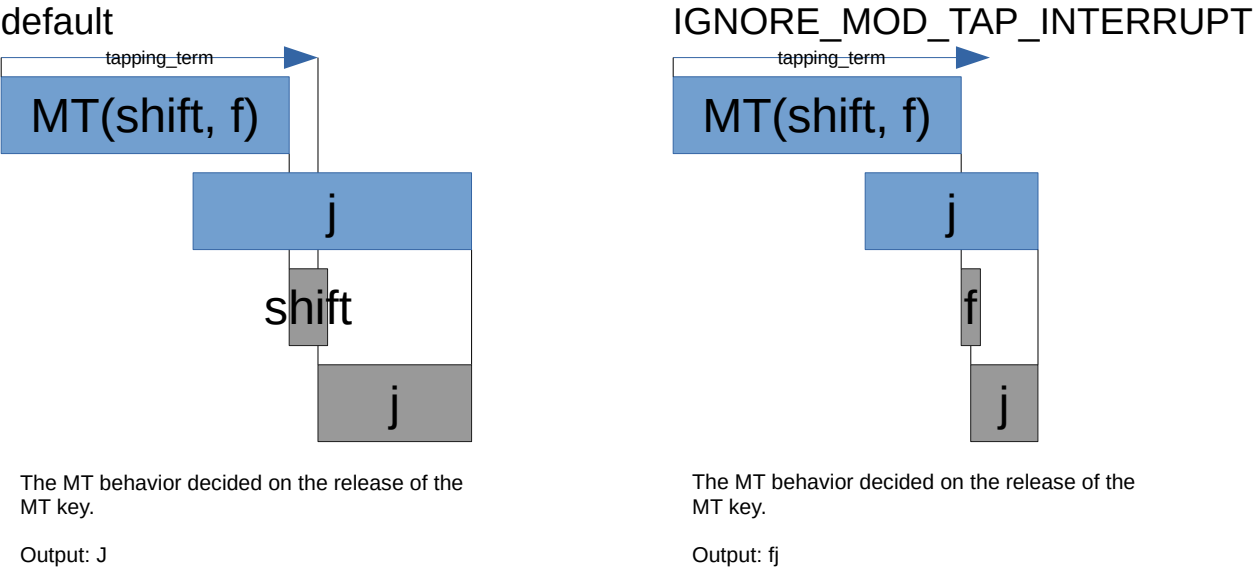 default
tapping_term
MT(shift, f)
j
shift
j
The MT behavior decided on the release of the
MT key.
Output: J
IGNORE_MOD_TAP_INTERRUPT
tapping_term
MT(shift, f)
j
f
j
The MT behavior decided on the release of the
MT key.
Output: fj